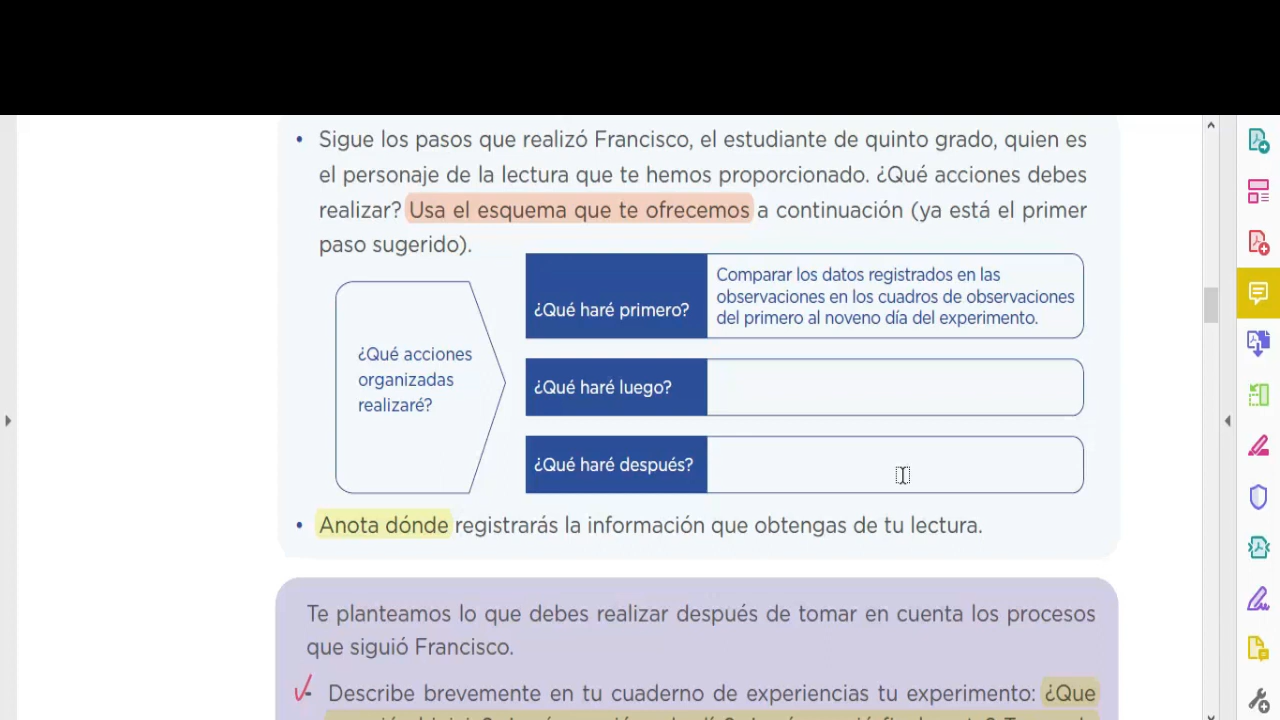 • Sigue los pasos que realizó Francisco, el estudiante de quinto grado, quien es
el personaje de la lectura que te hemos proporcionado. ¿Qué acciones debes
realizar? Usa el esquema que te ofrecemos a continuación (ya está el primer
paso sugerido).
¿Qué acciones
organizadas
realizaré?
¿Qué haré primero?
Comparar los datos registrados en las
observaciones en los cuadros de observaciones
del primero al noveno día del experimento.
¿Qué haré luego?
¿Qué haré después?
• Anota dónde registrarás la información que obtengas de tu lectura.
Te planteamos lo que debes realizar después de tomar en cuenta los procesos
que siguió Francisco.
- Describe brevemente en tu cuaderno de experiencias tu experimento: ¿Que